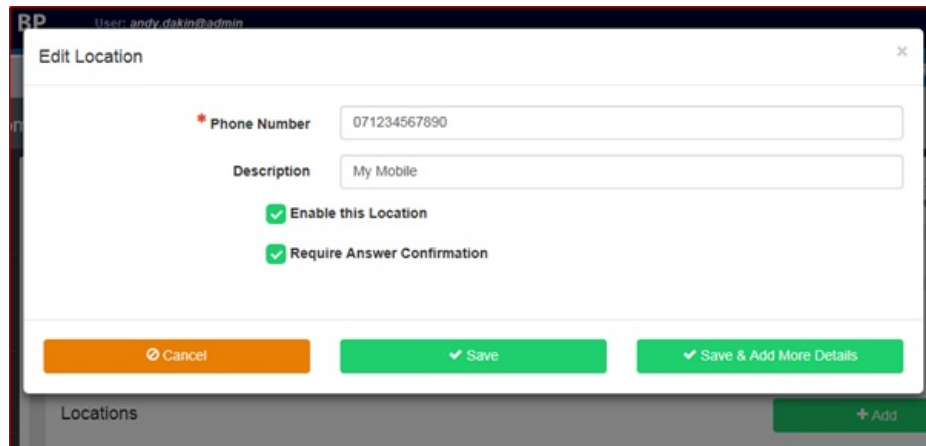 BP User: andy.dakin@admin
Edit Location ×
* Phone Number 071234567890
Description My Mobile
Enable this Location
Require Answer Confirmation
Cancel Save Save & Add More Details
Locations + Add